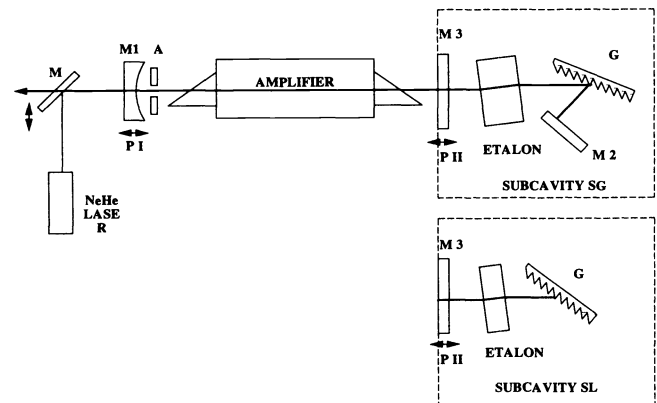 M
M1
A
P I
AMPLIFIER
M 3
P II
ETALON
G
M 2
SUBCAVITY SG
NeHe
LASE
R
M 3
P II
ETALON
G
SUBCAVITY SL